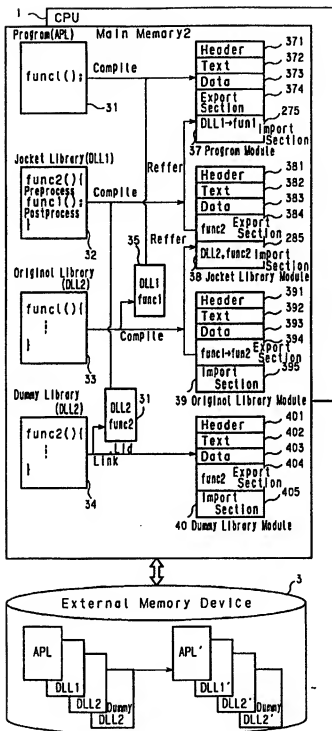 1
CPU
Main Memory2
Program(APL)
func1();
31
Compile
Header
Text
Data
Export
Section
DLL1→fun1
Import
Section
371
372
373
374
275
37 Program Module
Jocket Library(DLL1)
func2(){
Preprocess
func1();
Postprocess
}
32
Compile
Reffer
Header
Text
Data
func2
Export
Section
DLL2,func2
Import
Section
381
382
383
384
285
38 Jocket Library Module
35
DLL1
func1
Reffer
Original Library
(DLL2)
func1(){
}
33
Compile
Header
Text
Data
Export
Section
func1→fun2
Import
Section
391
392
393
394
395
39 Original Library Module
Dummy Library
(DLL2)
func2(){
}
34
DLL2
func2
31
.Lid
Link
Header
Text
Data
func2
Export
Section
Import
Section
401
402
403
404
405
40 Dummy Library Module
3
External Memory Device
APL
DLL1
DLL2
Dummy
DLL2
APL'
DLL1'
DLL2'
Dummy
DLL2'